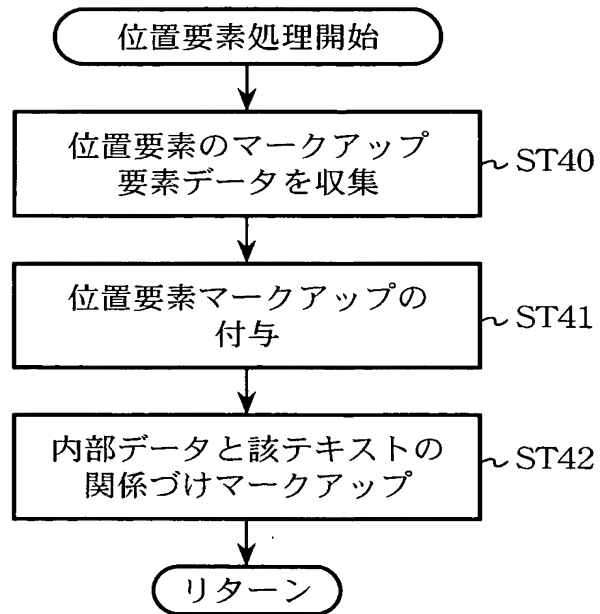 位置要素処理開始
位置要素のマークアップ
要素データを収集
ST40
位置要素マークアップの
付与
ST41
内部データと該テキストの
関係づけマークアップ
ST42
リターン